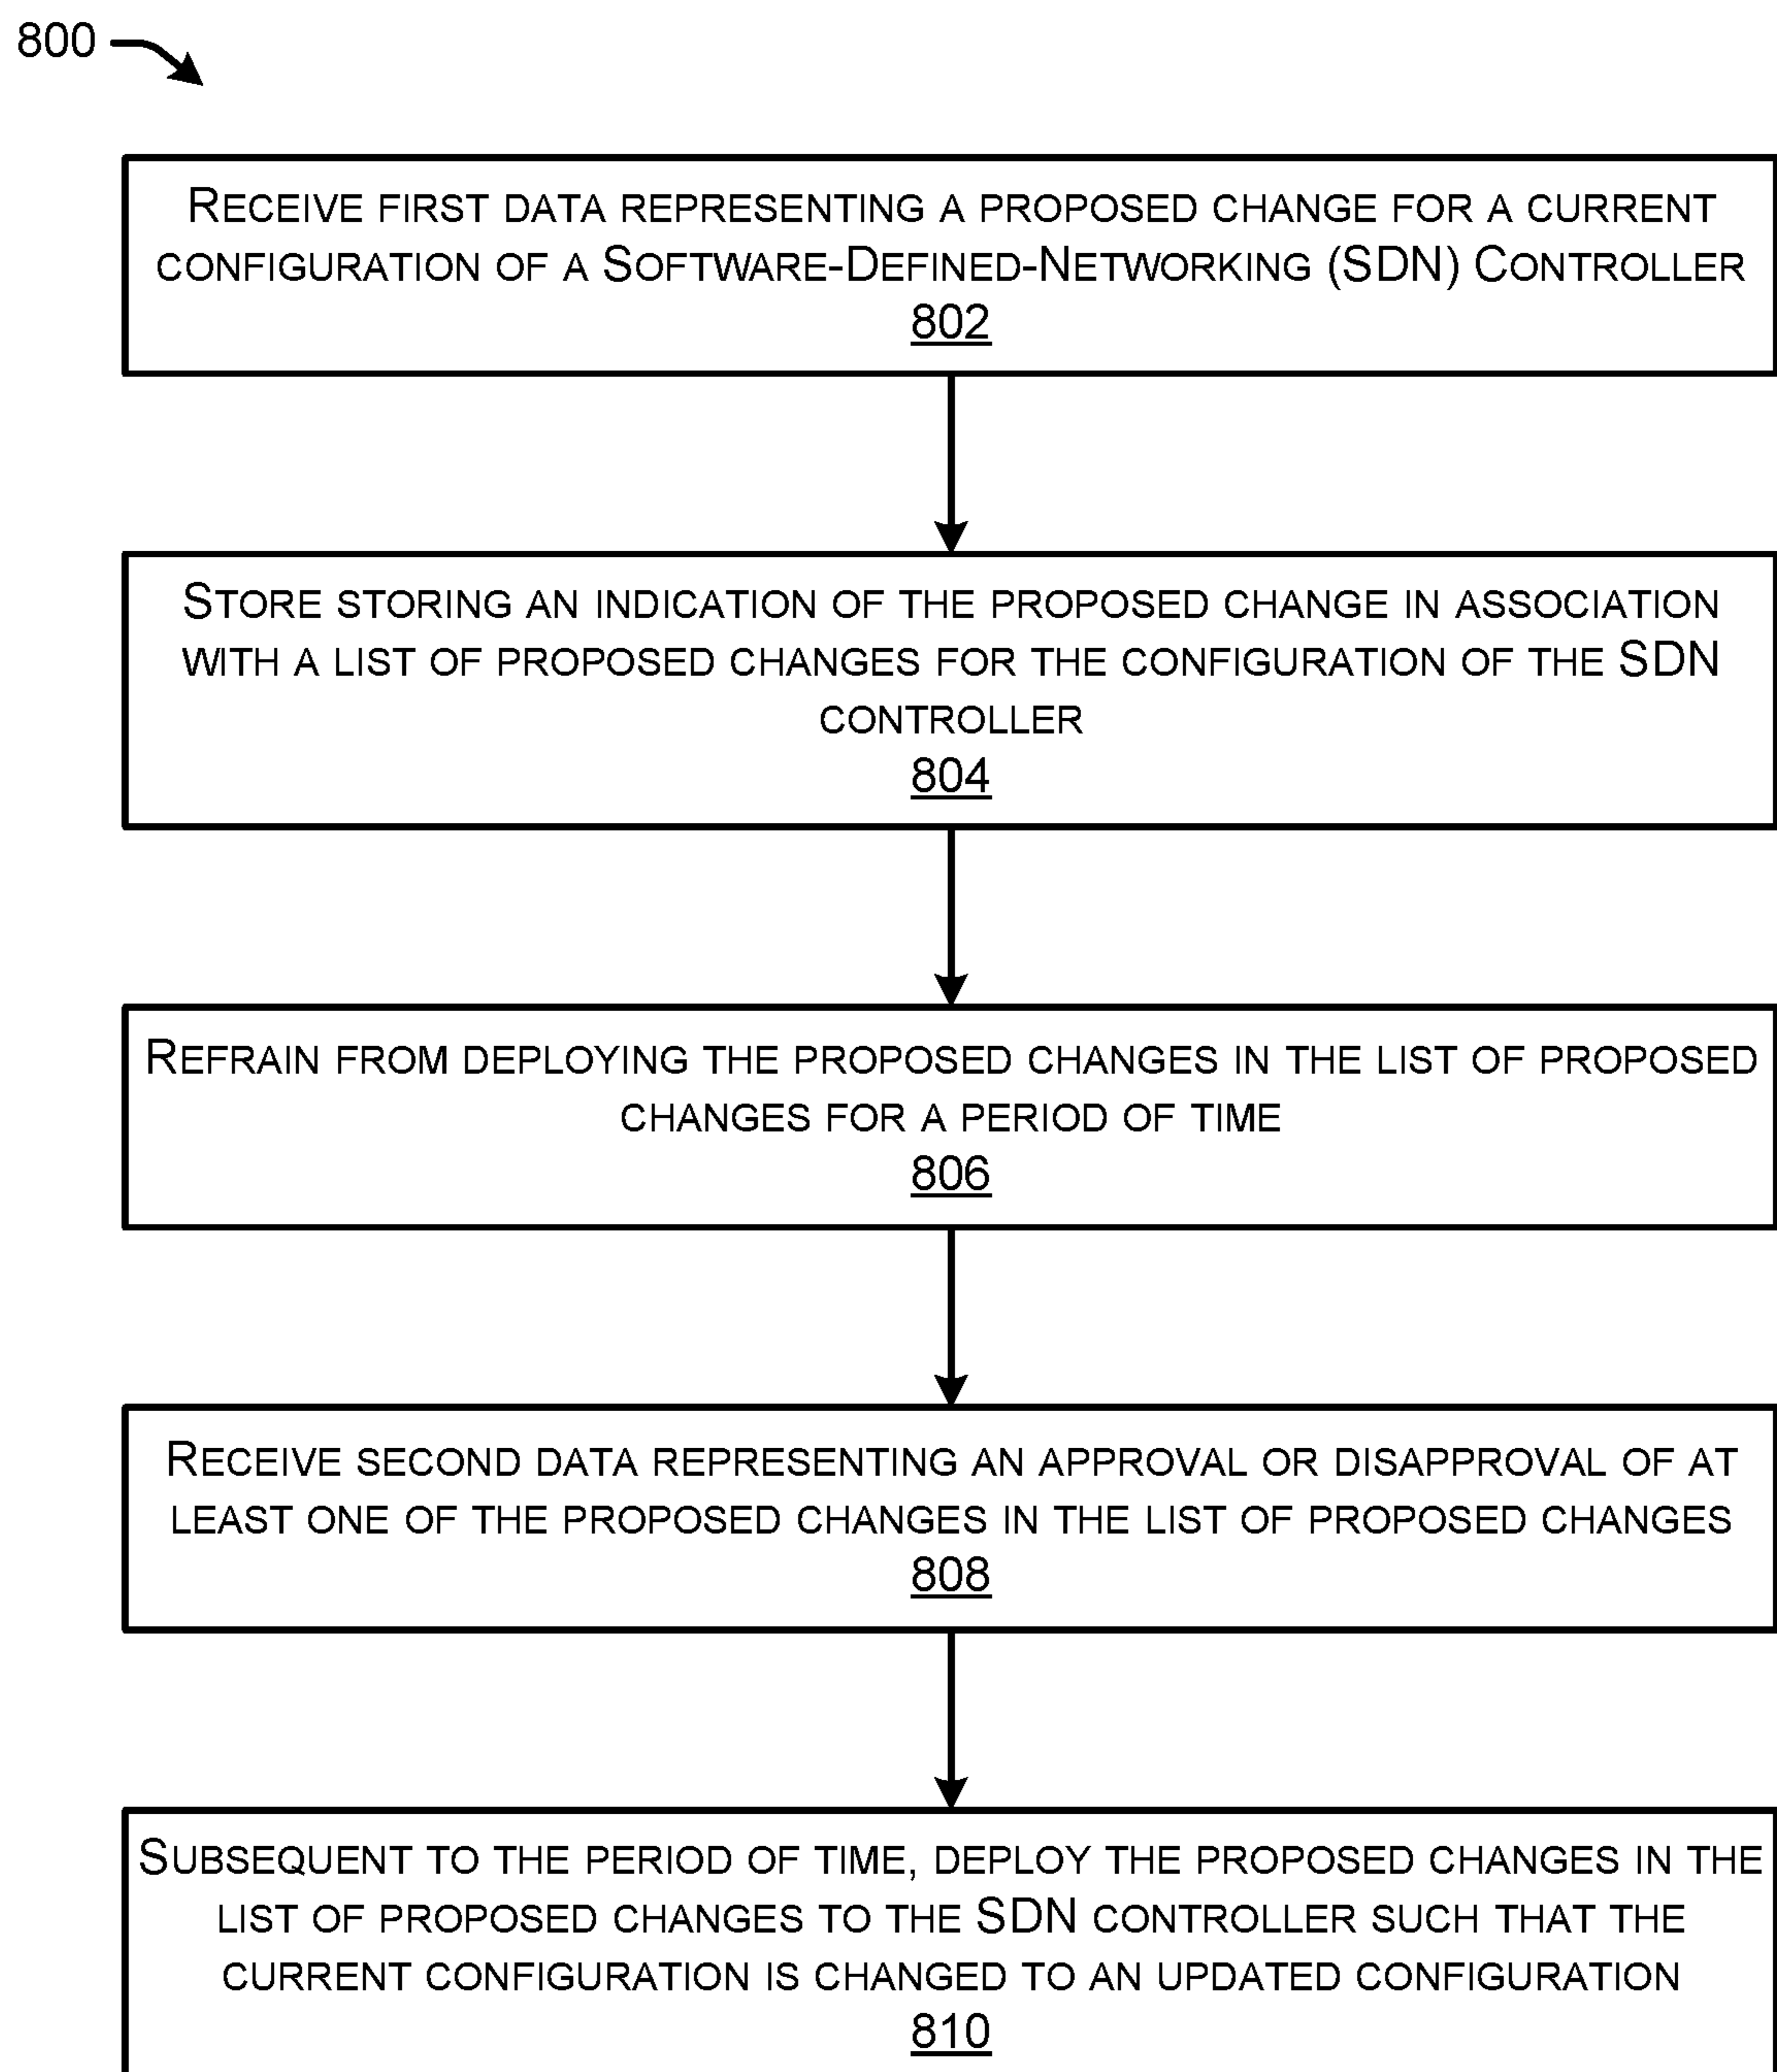 800
RECEIVE FIRST DATA REPRESENTING A PROPOSED CHANGE FOR A CURRENT
CONFIGURATION OF A SOFTWARE-DEFINED-NETWORKING (SDN) CONTROLLER
802
STORE STORING AN INDICATION OF THE PROPOSED CHANGE IN ASSOCIATION
WITH A LIST OF PROPOSED CHANGES FOR THE CONFIGURATION OF THE SDN
CONTROLLER
804
REFRAIN FROM DEPLOYING THE PROPOSED CHANGES IN THE LIST OF PROPOSED
CHANGES FOR A PERIOD OF TIME
806
RECEIVE SECOND DATA REPRESENTING AN APPROVAL OR DISAPPROVAL OF AT
LEAST ONE OF THE PROPOSED CHANGES IN THE LIST OF PROPOSED CHANGES
808
SUBSEQUENT TO THE PERIOD OF TIME, DEPLOY THE PROPOSED CHANGES IN THE
LIST OF PROPOSED CHANGES TO THE SDN CONTROLLER SUCH THAT THE
CURRENT CONFIGURATION IS CHANGED TO AN UPDATED CONFIGURATION
810